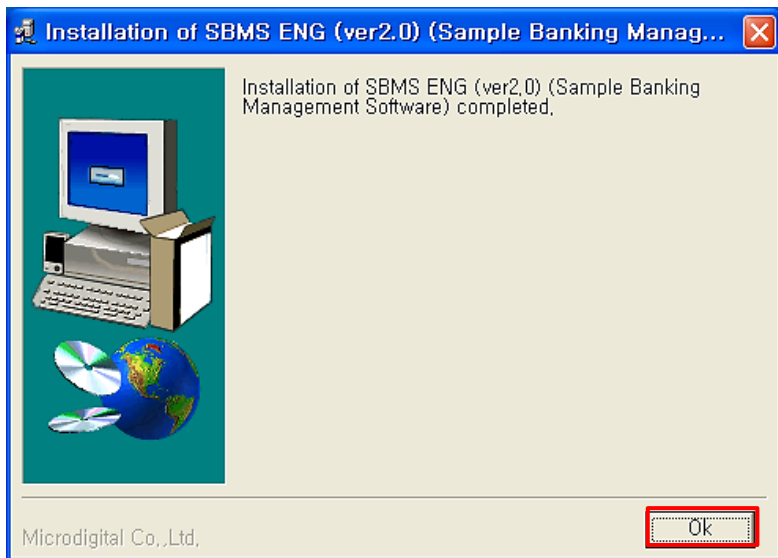 Installation of SBMS ENG (ver2.0) (Sample Banking Manag...
Installation of SBMS ENG (ver2,0) (Sample Banking
Management Software) completed,
Microdigital Co,,Ltd,
Ok